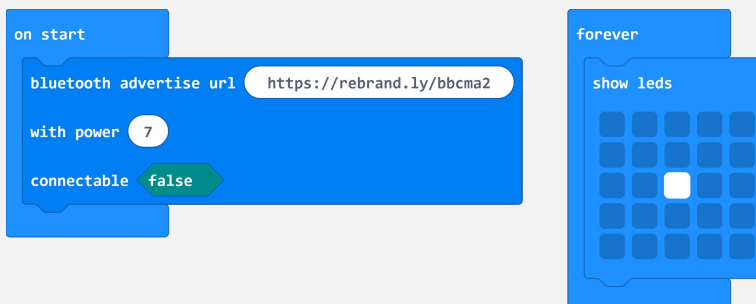 on start
bluetooth advertise url https://rebrand.ly/bbcma2
with power 7
connectable false
forever
show leds